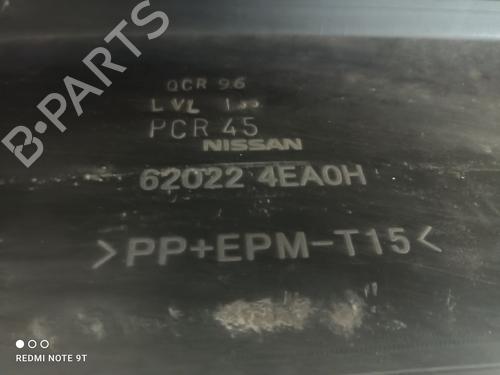 QCR 96
LVL
PCR 45
NISSAN
62022 4EA0H
>PP+EPM-T15<
B-PARTS
REDMI NOTE 9T